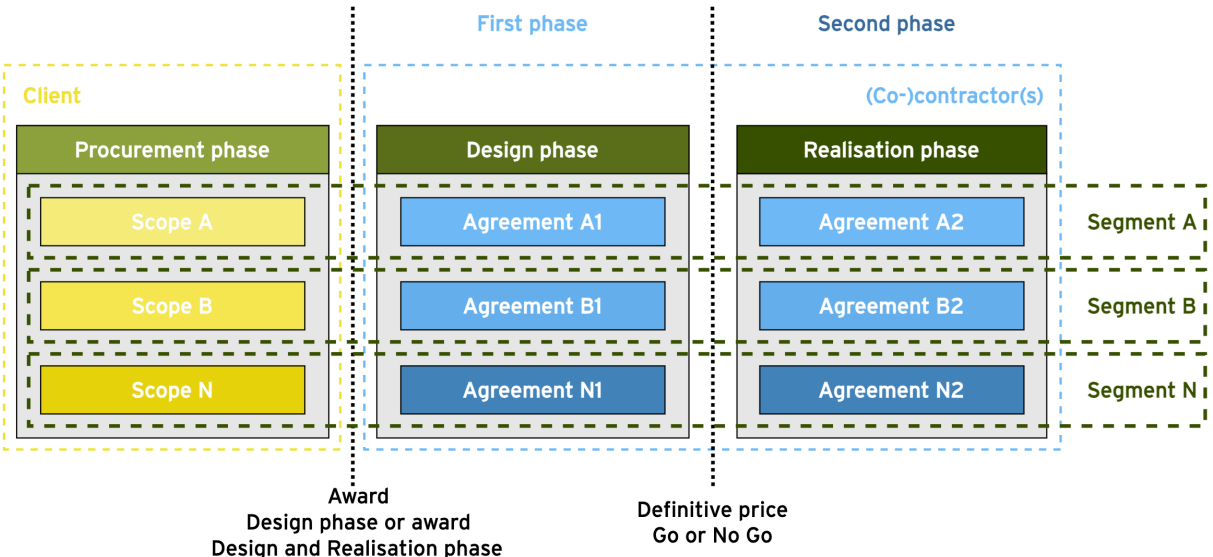 First phase
Second phase
Client
(Co-)contractor(s)
Procurement phase
Design phase
Realisation phase
Scope A
Agreement A1
Agreement A2
Segment A
Scope B
Agreement B1
Agreement B2
Segment B
Scope N
Agreement N1
Agreement N2
Segment N
Award
Design phase or award
Design and Realisation phase
Definitive price
Go or No Go